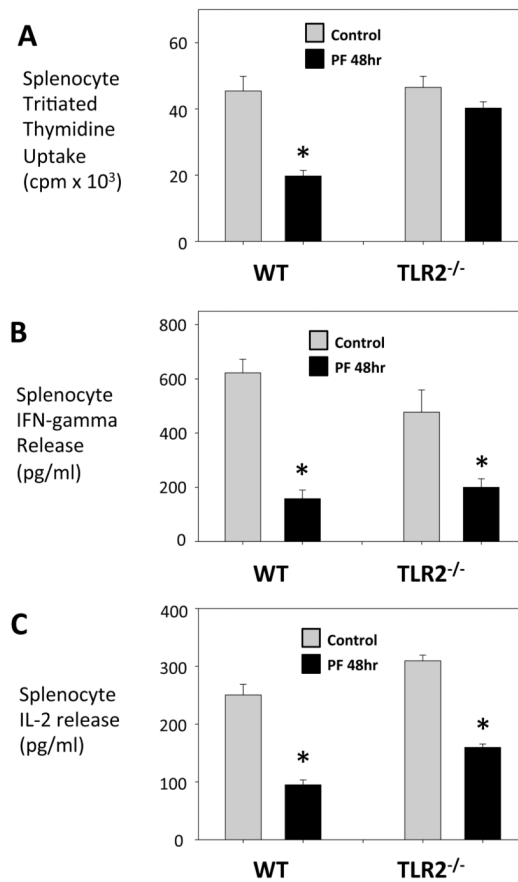 A
Splenocyte
Tritiated
Thymidine
Uptake
(cpm x 10³)
60
40
20
0
Control
PF 48hr
*
WT
TLR2⁻/⁻
B
Splenocyte
IFN-gamma
Release
(pg/ml)
800
600
400
200
0
Control
PF 48hr
*
*
WT
TLR2⁻/⁻
C
Splenocyte
IL-2 release
(pg/ml)
400
300
200
100
0
Control
PF 48hr
*
*
WT
TLR2⁻/⁻